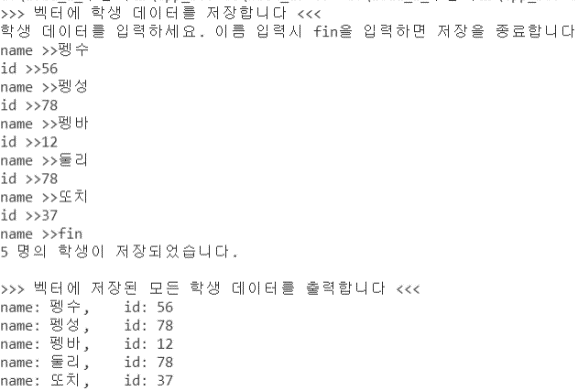 >>> 벡터에 학생 데이터를 저장합니다 <<<
학생 데이터를 입력하세요. 이름 입력시 fin을 입력하면 저장을 종료합니다
name >>펭수
id >>56
name >>펭성
id >>78
name >>펭바
id >>12
name >>둘리
id >>78
name >>또치
id >>37
name >>fin
5 명의 학생이 저장되었습니다.
>>> 벡터에 저장된 모든 학생 데이터를 출력합니다 <<<
name: 펭수,    id: 56
name: 펭성,    id: 78
name: 펭바,    id: 12
name: 둘리,    id: 78
name: 또치,    id: 37